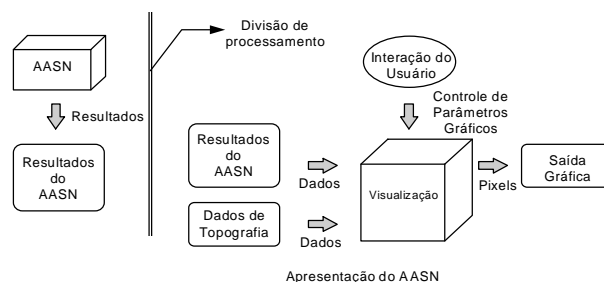 AASN
Resultados
Resultados
do
AASN
Divisão de
processamento
Interação do
Usuário
Controle de
Parâmetros
Gráficos
Resultados
do
AASN
Dados
Dados de
Topografia
Dados
Visualização
Pixels
Saída
Gráfica
Apresentação do AASN